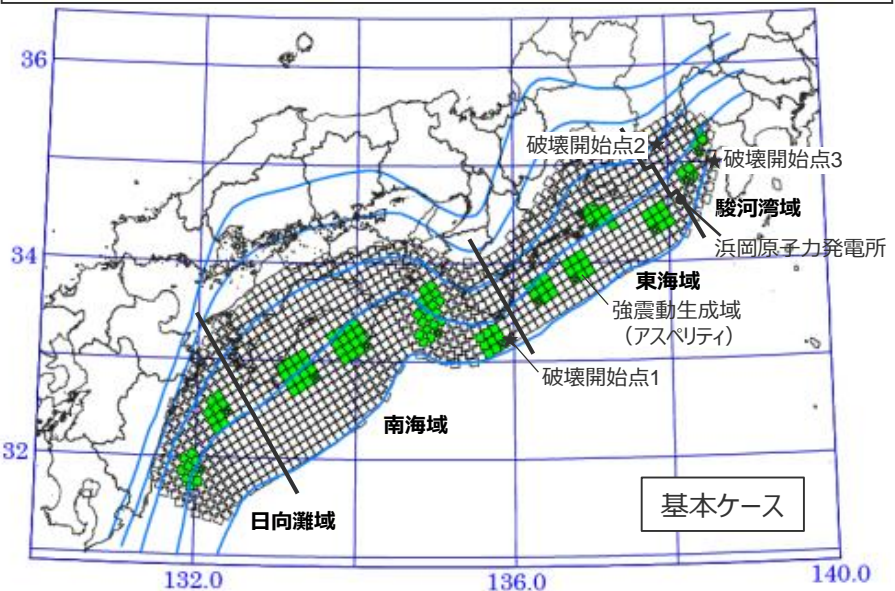 36
破壊開始点2
破壊開始点3
駿河湾域
浜岡原子力発電所
34
東海域
強震動生成域
（アスペリティ）
破壊開始点1
南海域
32
基本ケース
日向灘域
132.0
136.0
140.0